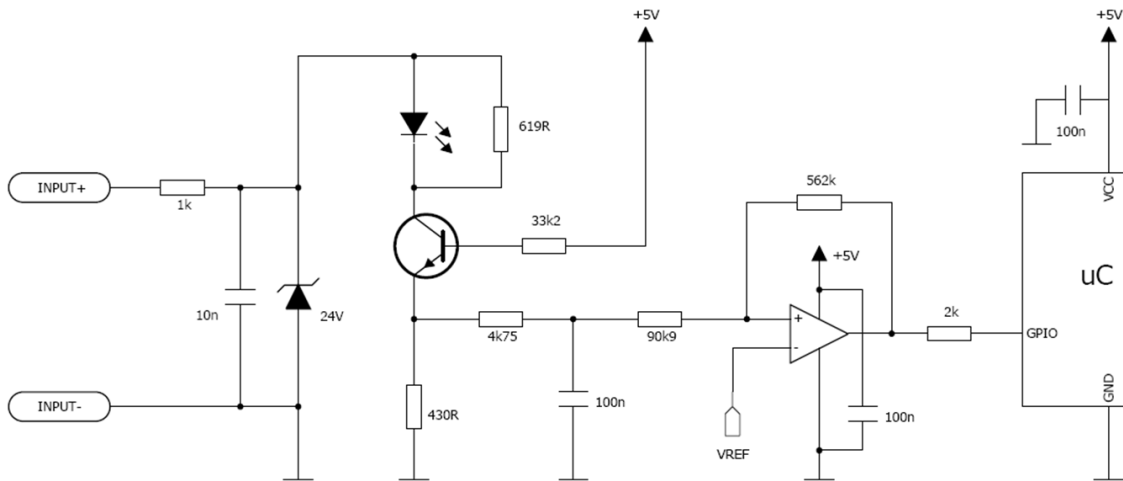 +5V
+5V
619R
100n
INPUT+
1k
562k
VCC
33k2
+5V
uC
10n
24V
+
2k
4k75
90k9
-
GPIO
INPUT-
430R
100n
100n
GND
VREF